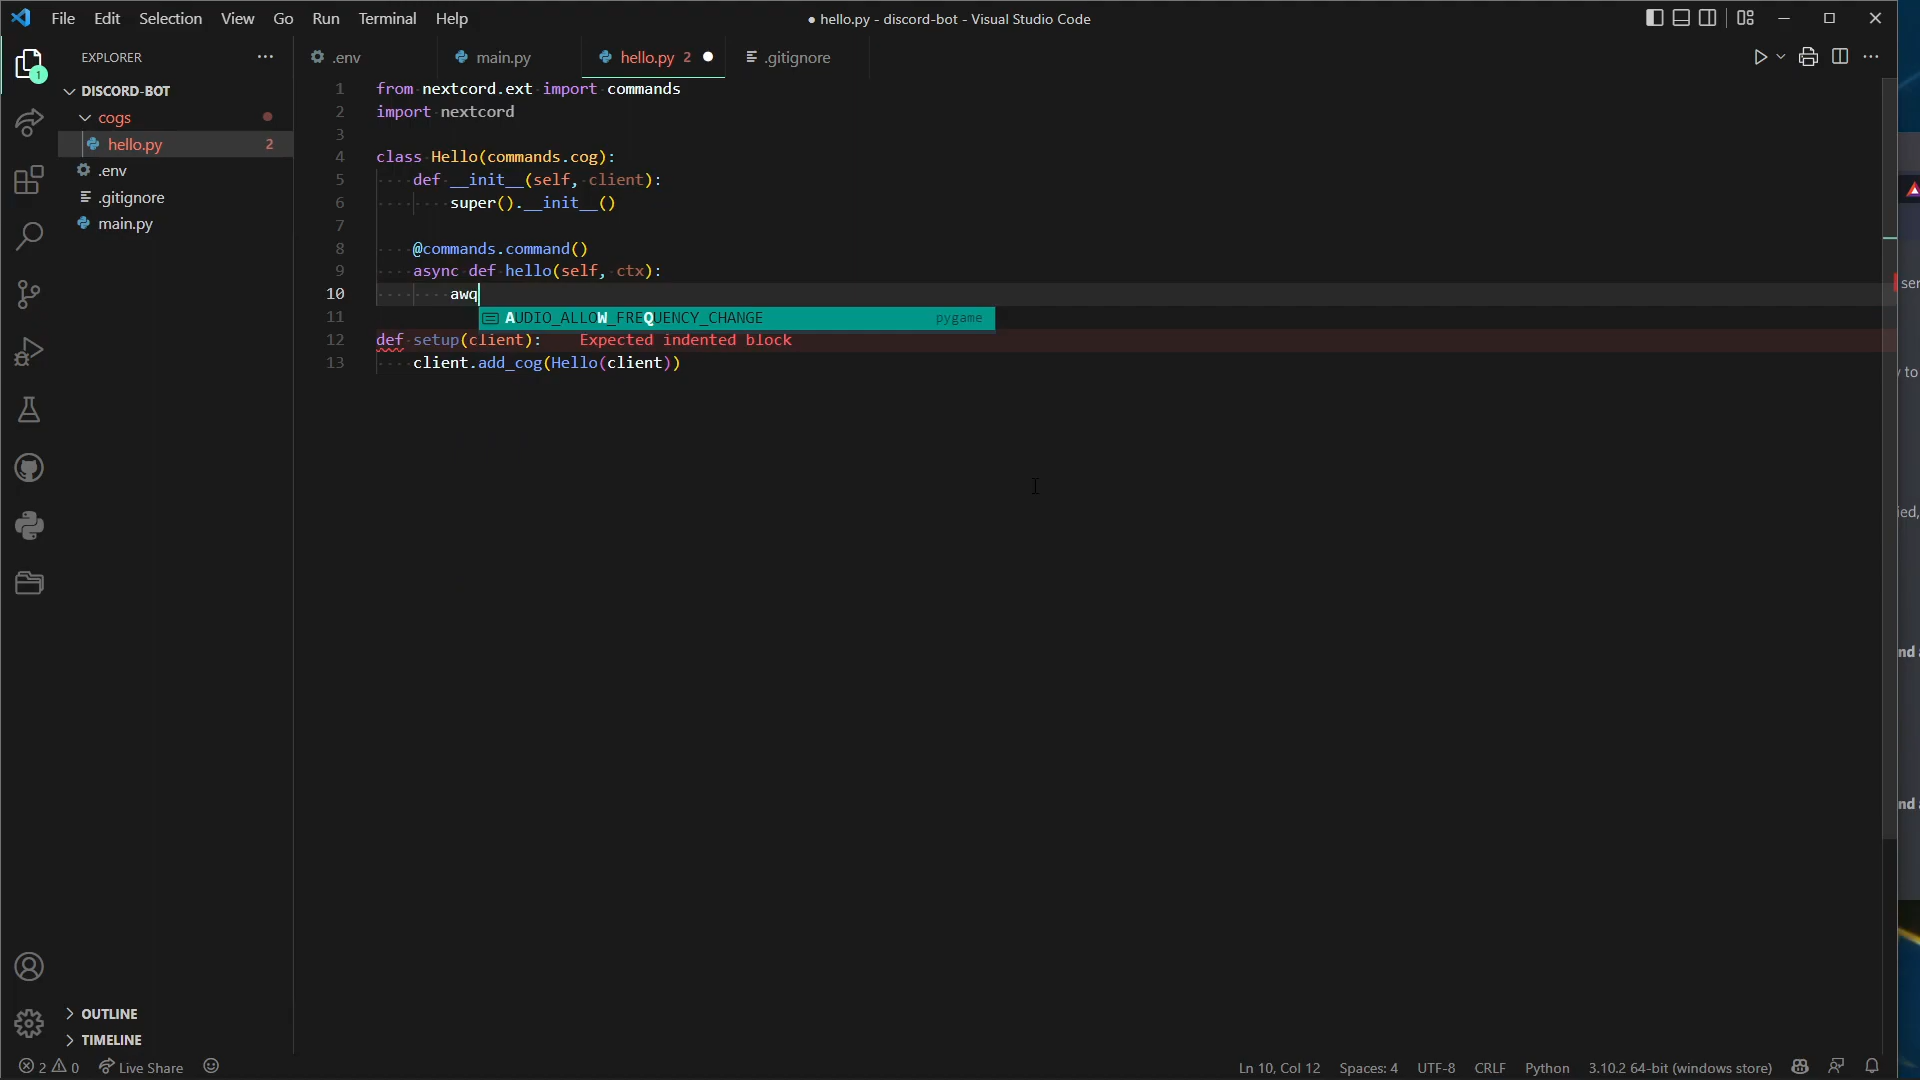 File Edit Selection View Go Run Terminal Help
● hello.py - discord-bot - Visual Studio Code
EXPLORER
.env
main.py
hello.py 2
.gitignore
1
DISCORD-BOT
cogs
hello.py 2
.env
.gitignore
main.py
1 from nextcord.ext import commands
2 import nextcord
3
4 class Hello(commands.cog):
5 def __init__(self, client):
6 super().__init__()
7
8 @commands.command()
9 async def hello(self, ctx):
10 awq
AUDIO_ALLOW_FREQUENCY_CHANGE pygame
11
12 def setup(client): Expected indented block
13 client.add_cog(Hello(client))
OUTLINE
TIMELINE
2 0 Live Share
Ln 10, Col 12 Spaces: 4 UTF-8 CRLF Python 3.10.2 64-bit (windows store)